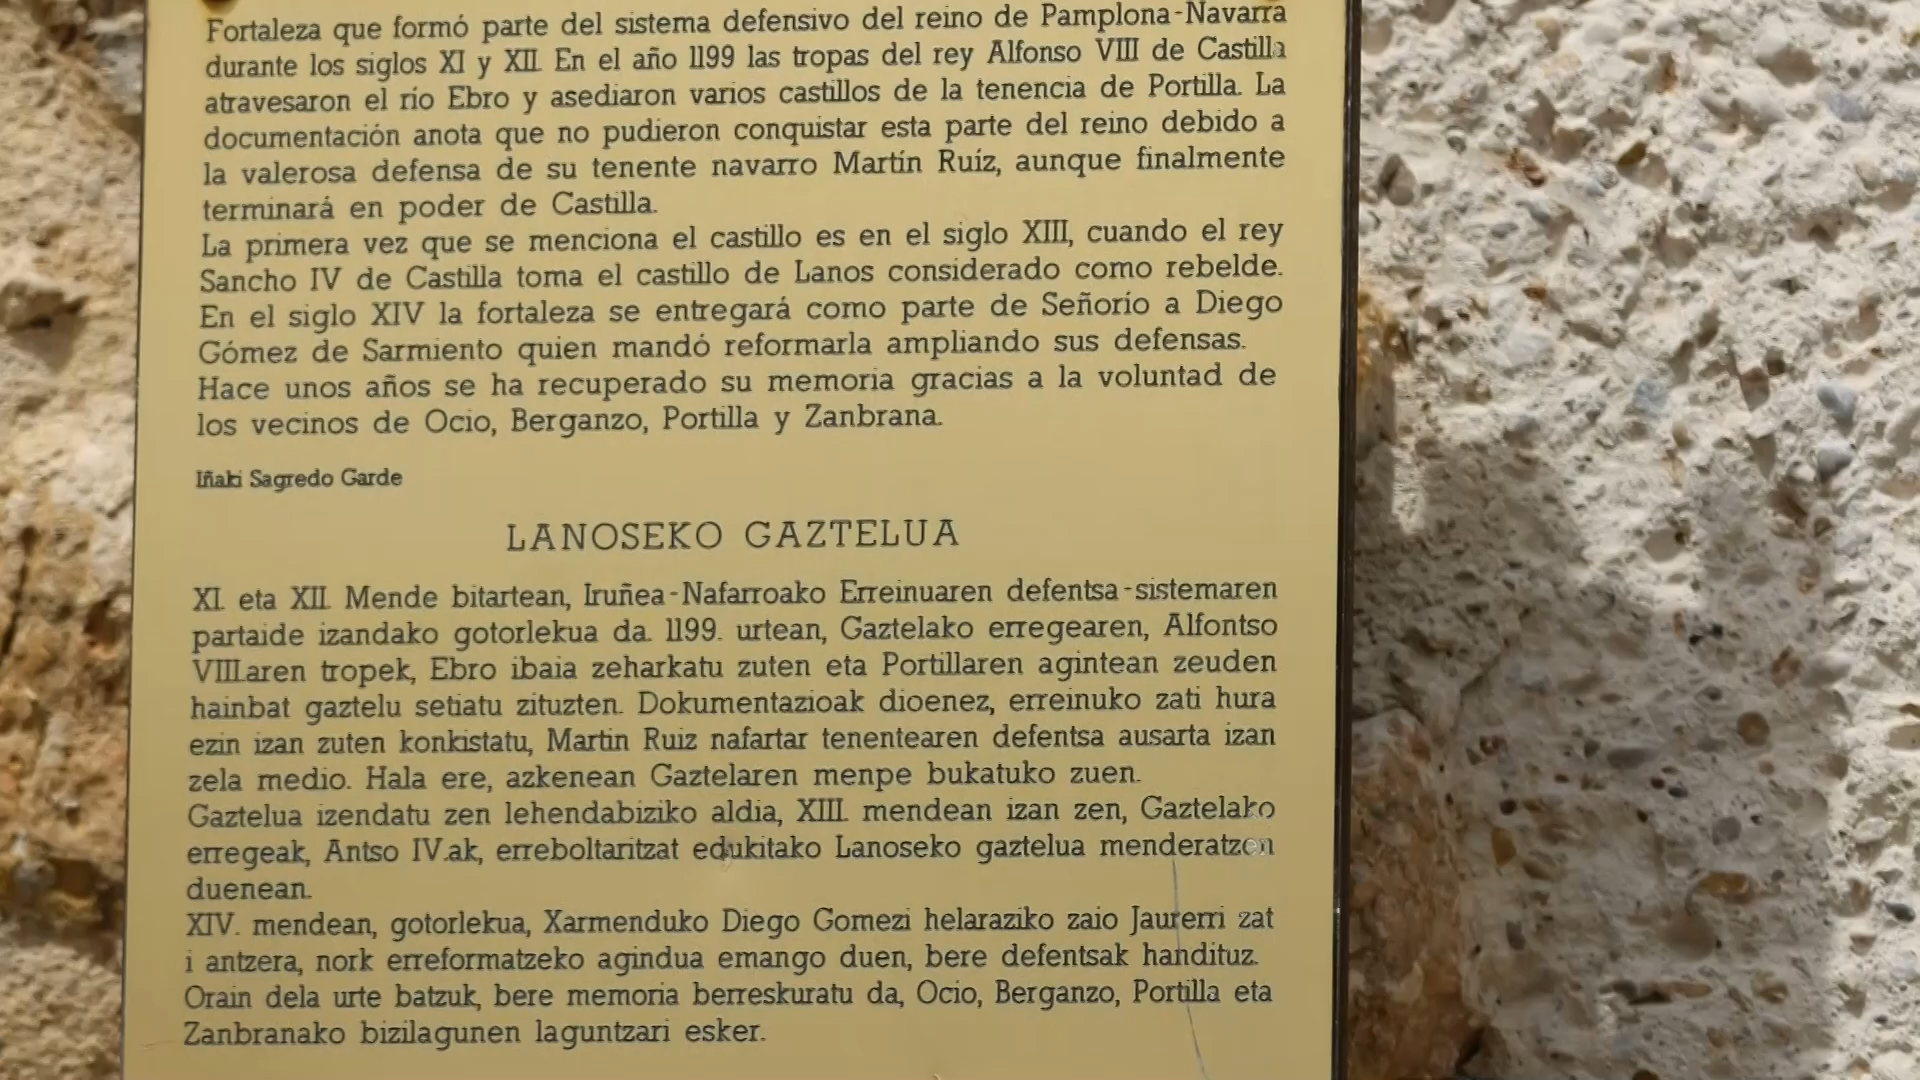 Fortaleza que formó parte del sistema defensivo del reino de Pamplona-Navarra
durante los siglos XI y XII. En el año 1199 las tropas del rey Alfonso VIII de Castilla
atravesaron el río Ebro y asediaron varios castillos de la tenencia de Portilla. La
documentación anota que no pudieron conquistar esta parte del reino debido a
la valerosa defensa de su tenente navarro Martín Ruíz, aunque finalmente
terminará en poder de Castilla.
La primera vez que se menciona el castillo es en el siglo XIII, cuando el rey
Sancho IV de Castilla toma el castillo de Lanos considerado como rebelde.
En el siglo XIV la fortaleza se entregará como parte de Señorío a Diego
Gómez de Sarmiento quien mandó reformarla ampliando sus defensas.
Hace unos años se ha recuperado su memoria gracias a la voluntad de
los vecinos de Ocio, Berganzo, Portilla y Zanbrana.
Iñaki Sagredo Garde
LANOSEKO GAZTELUA
XI. eta XII. Mende bitartean, Iruñea-Nafarroako Erreinuaren defentsa-sistemaren
partaide izandako gotorlekua da. 1199. urtean, Gaztelako erregearen, Alfontso
VIII.aren tropek, Ebro ibaia zeharkatu zuten eta Portillaren agintean zeuden
hainbat gaztelu setiatu zituzten. Dokumentazioak dioenez, erreinuko zati hura
ezin izan zuten konkistatu, Martin Ruiz nafartar tenentearen defentsa ausarta izan
zela medio. Hala ere, azkenean Gaztelaren menpe bukatuko zuen.
Gaztelua izendatu zen lehendabiziko aldia, XIII. mendean izan zen, Gaztelako
erregeak, Antso IV.ak, erreboltaritzat edukitako Lanoseko gaztelua menderatzen
duenean.
XIV. mendean, gotorlekua, Xarmenduko Diego Gomezi helaraziko zaio Jaurerri zat
i antzera, nork erreformatzeko agindua emango duen, bere defentsak handituz.
Orain dela urte batzuk, bere memoria berreskuratu da, Ocio, Berganzo, Portilla eta
Zanbranako bizilagunen laguntzari esker.